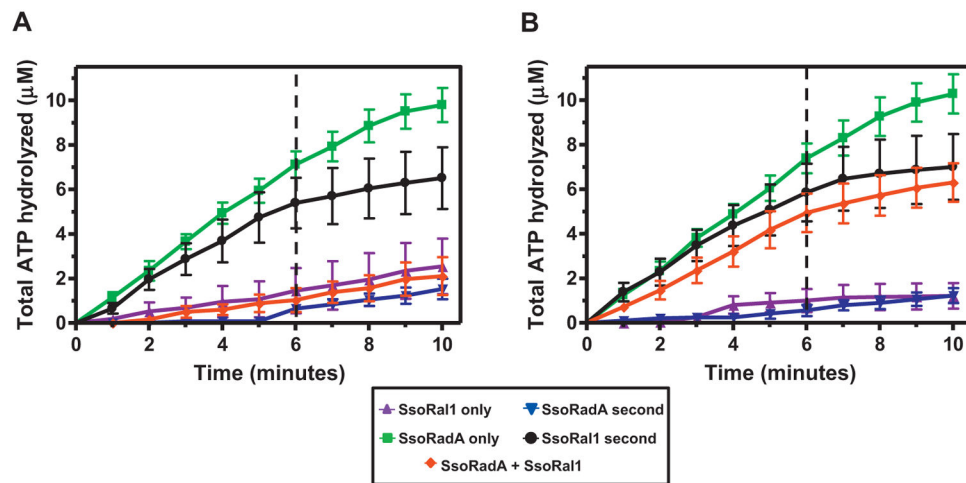 A
B
Total ATP hydrolyzed (μM)
10
8
6
4
2
0
0 2 4 6 8 10
Time (minutes)
Total ATP hydrolyzed (μM)
10
8
6
4
2
0
0 2 4 6 8 10
Time (minutes)
SsoRal1 only SsoRadA second
SsoRadA only SsoRal1 second
SsoRadA + SsoRal1